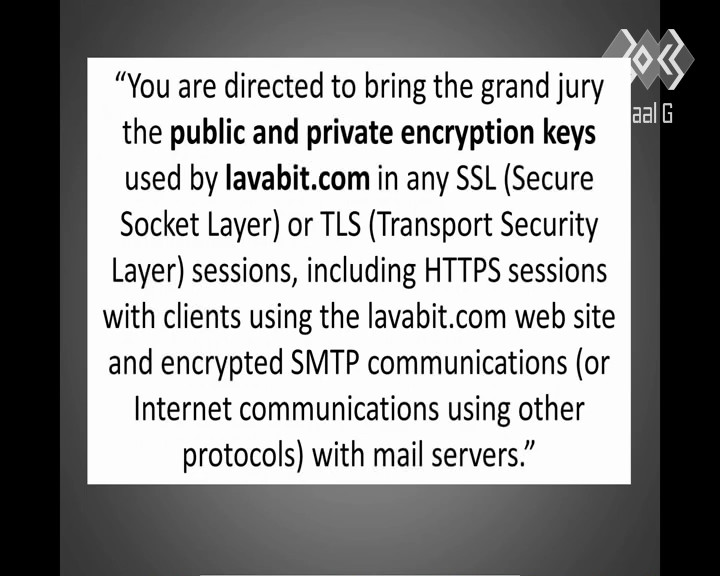 “You are directed to bring the grand jury
the public and private encryption keys
used by lavabit.com in any SSL (Secure
Socket Layer) or TLS (Transport Security
Layer) sessions, including HTTPS sessions
with clients using the lavabit.com web site
and encrypted SMTP communications (or
Internet communications using other
protocols) with mail servers.”
aal G